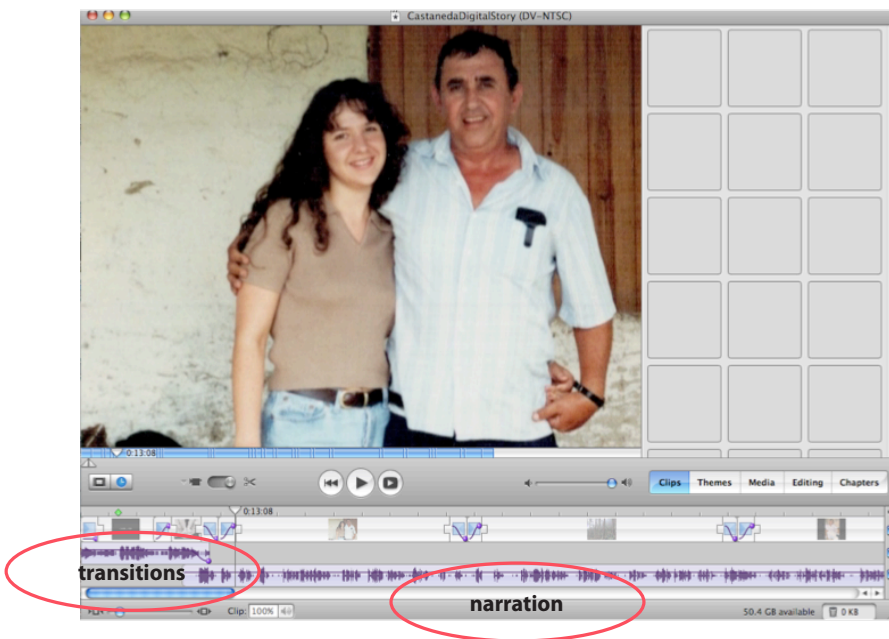 CastanedaDigitalStory (DV-NTSC)
0:13:08
Clips Themes Media Editing Chapters
0:13:08
transitions
narration
Clip: 100%
50.4 GB available
0 KB